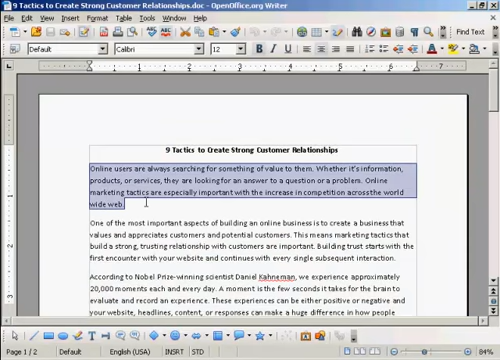 9 Tactics to Create Strong Customer Relationships.doc - OpenOffice.org Writer
File Edit View Insert Format Table Tools Window Help
Find Text
Default Calibri 12
9 Tactics to Create Strong Customer Relationships
Online users are always searching for something of value to them. Whether it's information,
products, or services, they are looking for an answer to a question or a problem. Online
marketing tactics are especially important with the increase in competition across the world
wide web.
One of the most important aspects of building an online business is to create a business that
values and appreciates customers and potential customers. This means marketing tactics that
build a strong, trusting relationship with customers are important. Building trust starts with the
first encounter with your website and continues with every single subsequent interaction.
According to Nobel Prize-winning scientist Daniel Kahneman, we experience approximately
20,000 moments each and every day. A moment is the few seconds it takes for the brain to
evaluate and record an experience. These experiences can be either positive or negative and
your website, headlines, content, or responses can make a huge difference in how people
Page 1 / 2 Default English (USA) INSRT STD 84%